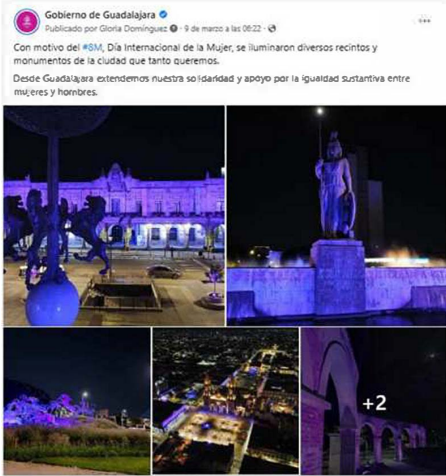 Gobierno de Guadalajara
Publicado por Gloria Domínguez · 9 de marzo a las 06:22 ·
Con motivo del #8M, Día Internacional de la Mujer, se iluminaron diversos recintos y
monumentos de la ciudad que tanto queremos.
Desde Guadalajara extendemos nuestra solidaridad y apoyo por la igualdad sustantiva entre
mujeres y hombres.
+2